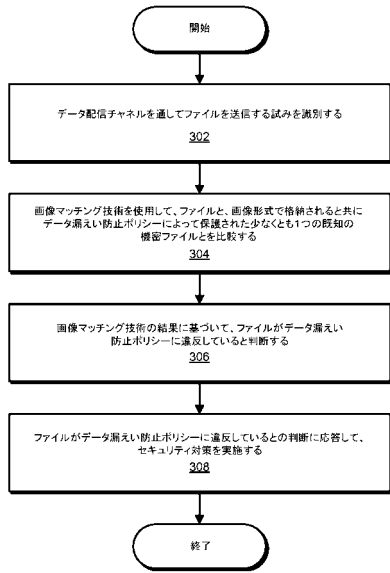 開始
データ配信チャネルを通してファイルを送信する試みを識別する
302
画像マッチング技術を使用して、ファイルと、画像形式で格納されると共に
データ漏えい防止ポリシーによって保護された少なくとも1つの既知の
機密ファイルとを比較する
304
画像マッチング技術の結果に基づいて、ファイルがデータ漏えい
防止ポリシーに違反していると判断する
306
ファイルがデータ漏えい防止ポリシーに違反しているとの判断に応答して、
セキュリティ対策を実施する
308
終了